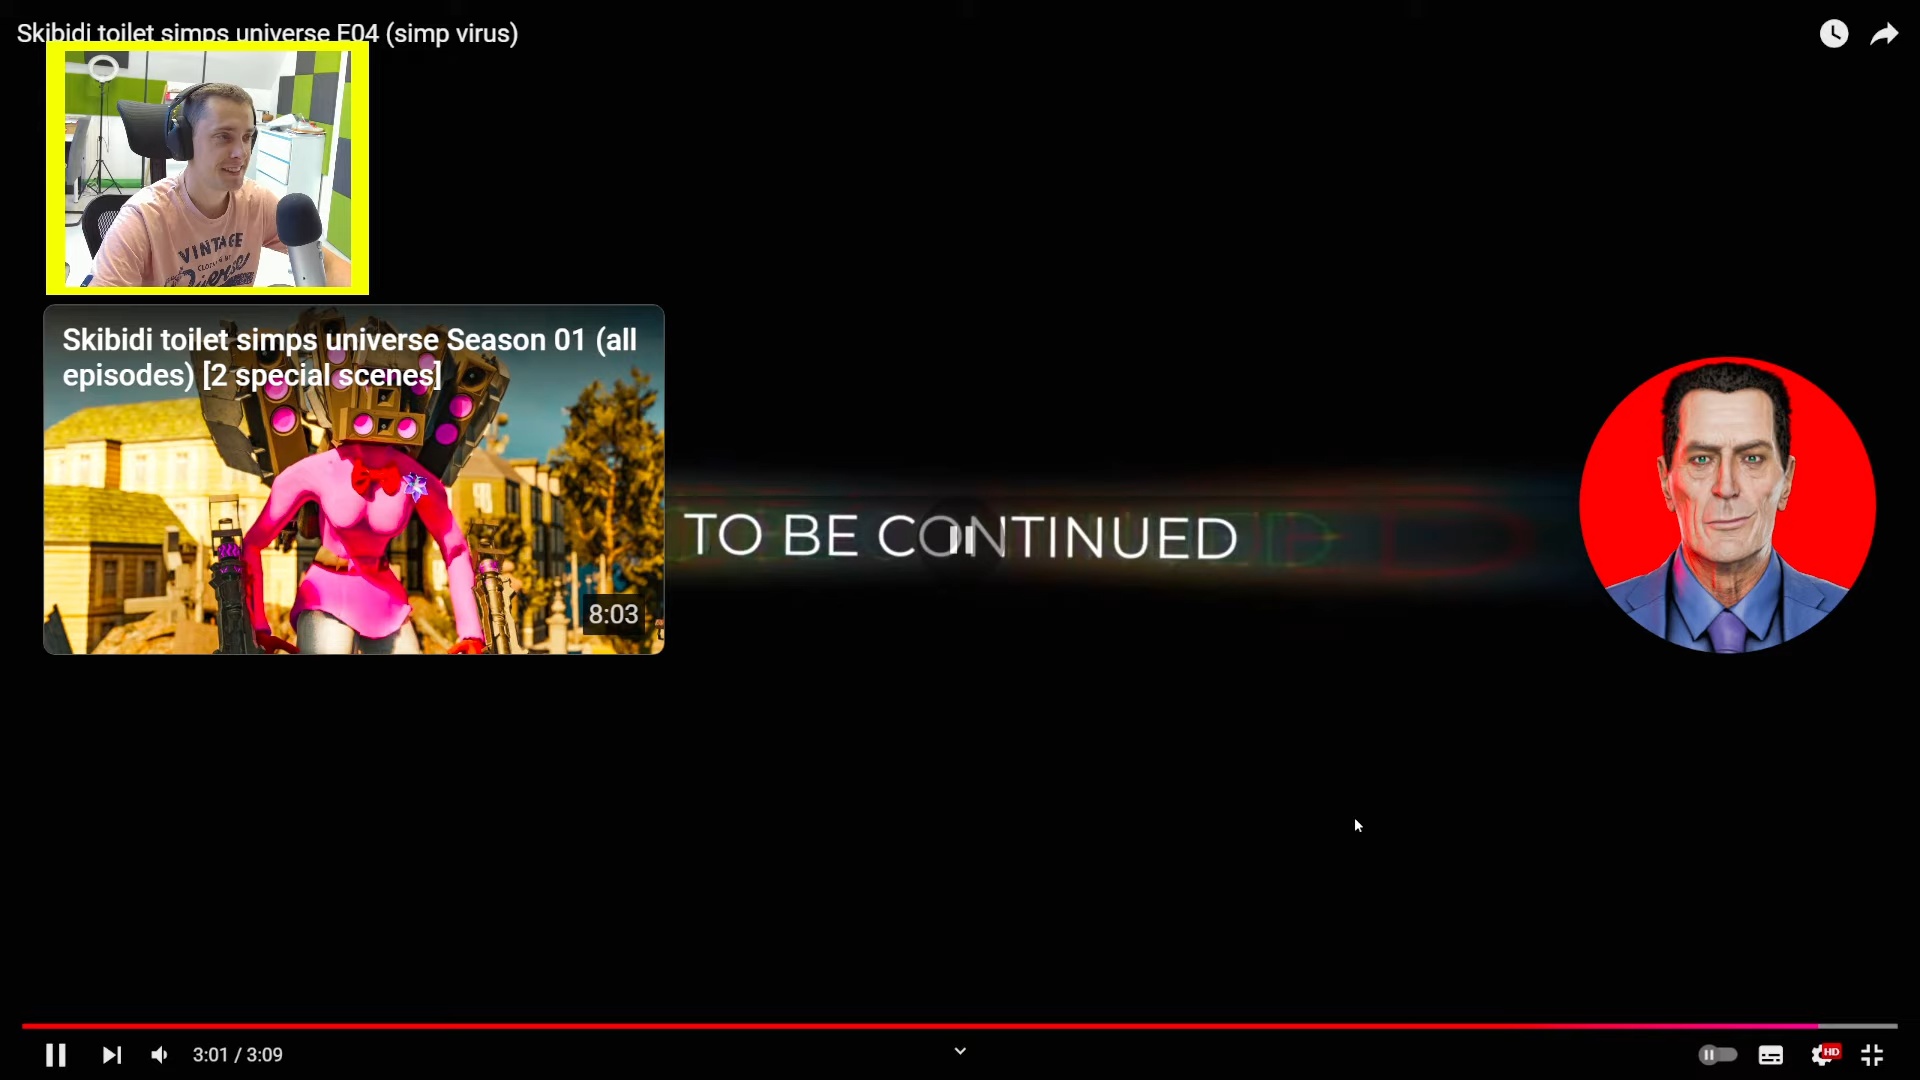 Skibidi toilet simps universe E04 (simp virus)
VINTAGE
Skibidi toilet simps universe Season 01 (all
episodes) [2 special scenes]
8:03
TO BE CONTINUED
3:01 / 3:09
HD